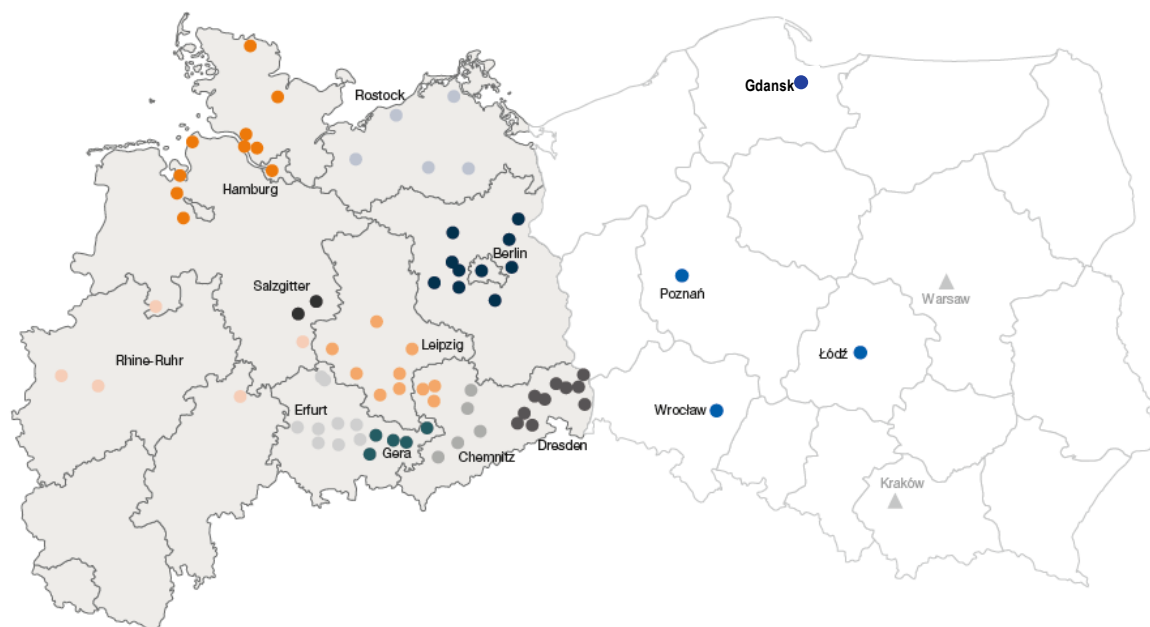 Gdansk
Rostock
Hamburg
Berlin
Salzgitter
Poznań
Warsaw
Leipzig
Łódź
Rhine-Ruhr
Erfurt
Wrocław
Dresden
Gera
Chemnitz
Kraków